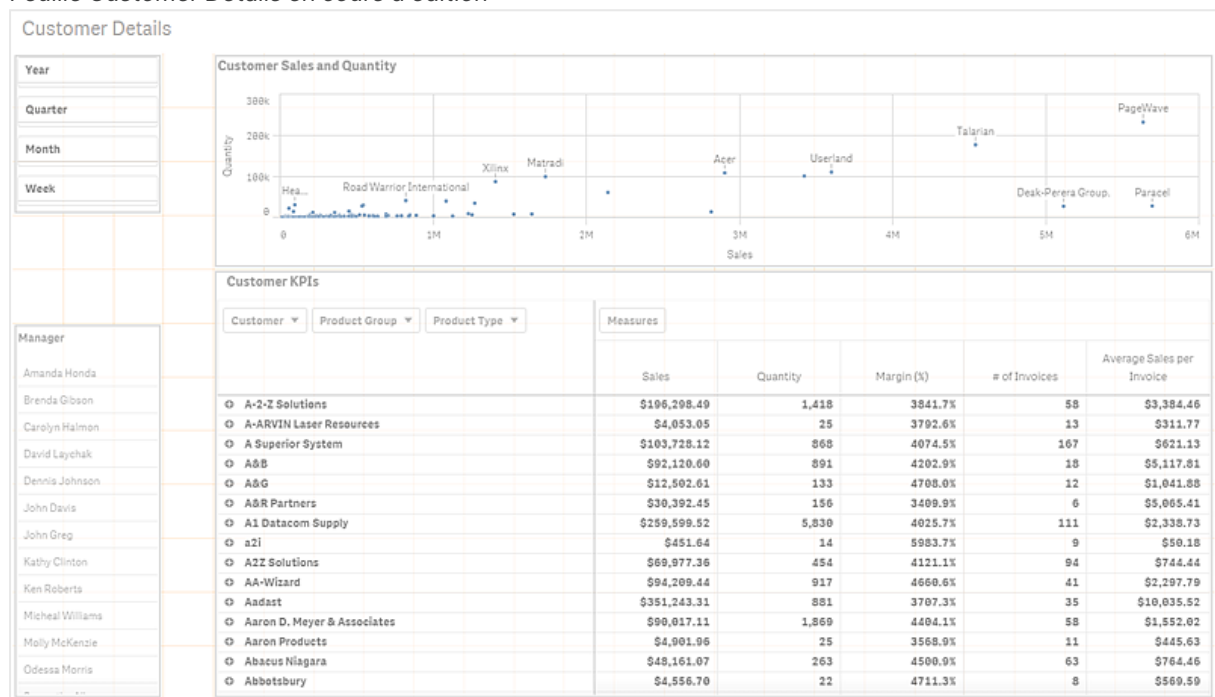 Customer Details
Year
Quarter
Month
Week
Customer Sales and Quantity
Quantity
300k
200k
100k
0
PageWave
Talarian
Acer
Userland
Xilinx
Matradi
Hea...
Road Warrior International
Deak-Perera Group.
Paracel
0
1M
2M
3M
4M
5M
6M
Sales
Manager
Amanda Honda
Brenda Gibson
Carolyn Halmon
David Laychak
Dennis Johnson
John Davis
John Greg
Kathy Clinton
Ken Roberts
Micheal Williams
Molly McKenzie
Odessa Morris
Customer KPIs
Customer Product Group Product Type Measures
Sales Quantity Margin (%) # of Invoices Average Sales per
Invoice
A-2-Z Solutions $196,298.49 1,418 3841.7% 58 $3,384.46
A-ARVIN Laser Resources $4,053.05 25 3792.6% 13 $311.77
A Superior System $103,728.12 868 4074.5% 167 $621.13
A&B $92,120.60 891 4202.9% 18 $5,117.81
A&G $12,502.61 133 4708.0% 12 $1,041.88
A&R Partners $30,392.45 156 3409.9% 6 $5,065.41
A1 Datacom Supply $259,599.52 5,830 4025.7% 111 $2,338.73
a2i $451.64 14 5983.7% 9 $50.18
A2Z Solutions $69,977.36 454 4121.1% 94 $744.44
AA-Wizard $94,209.44 917 4660.6% 41 $2,297.79
Aadast $351,243.31 881 3707.3% 35 $10,035.52
Aaron D. Meyer & Associates $90,017.11 1,869 4404.1% 58 $1,552.02
Aaron Products $4,901.96 25 3568.9% 11 $445.63
Abacus Niagara $48,161.07 263 4500.9% 63 $764.46
Abbotsbury $4,556.70 22 4711.3% 8 $569.59